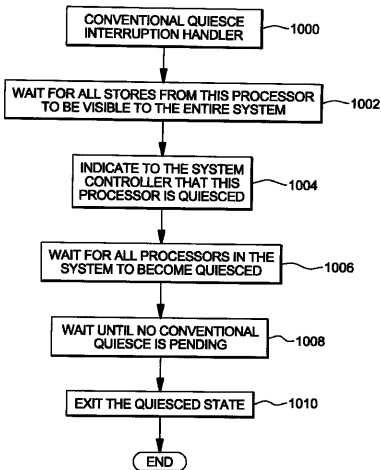 CONVENTIONAL QUIESCE
INTERRUPTION HANDLER
1000
WAIT FOR ALL STORES FROM THIS PROCESSOR
TO BE VISIBLE TO THE ENTIRE SYSTEM
1002
INDICATE TO THE SYSTEM
CONTROLLER THAT THIS
PROCESSOR IS QUIESCED
1004
WAIT FOR ALL PROCESSORS IN THE
SYSTEM TO BECOME QUIESCED
1006
WAIT UNTIL NO CONVENTIONAL
QUIESCE IS PENDING
1008
EXIT THE QUIESCED STATE
1010
END